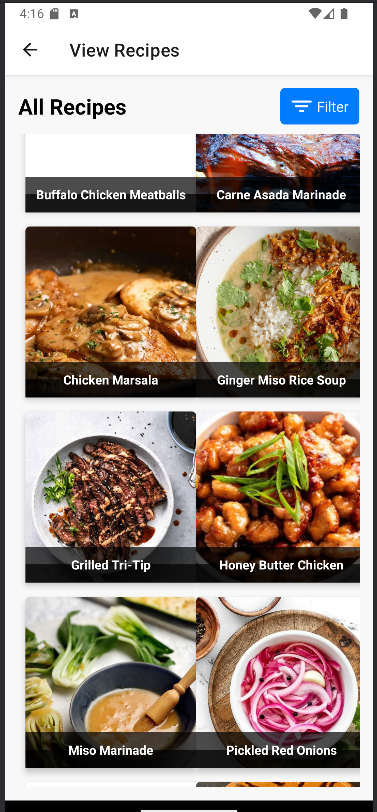 4:16 A
View Recipes
All Recipes
Filter
Buffalo Chicken Meatballs
Carne Asada Marinade
Chicken Marsala
Ginger Miso Rice Soup
Grilled Tri-Tip
Honey Butter Chicken
Miso Marinade
Pickled Red Onions